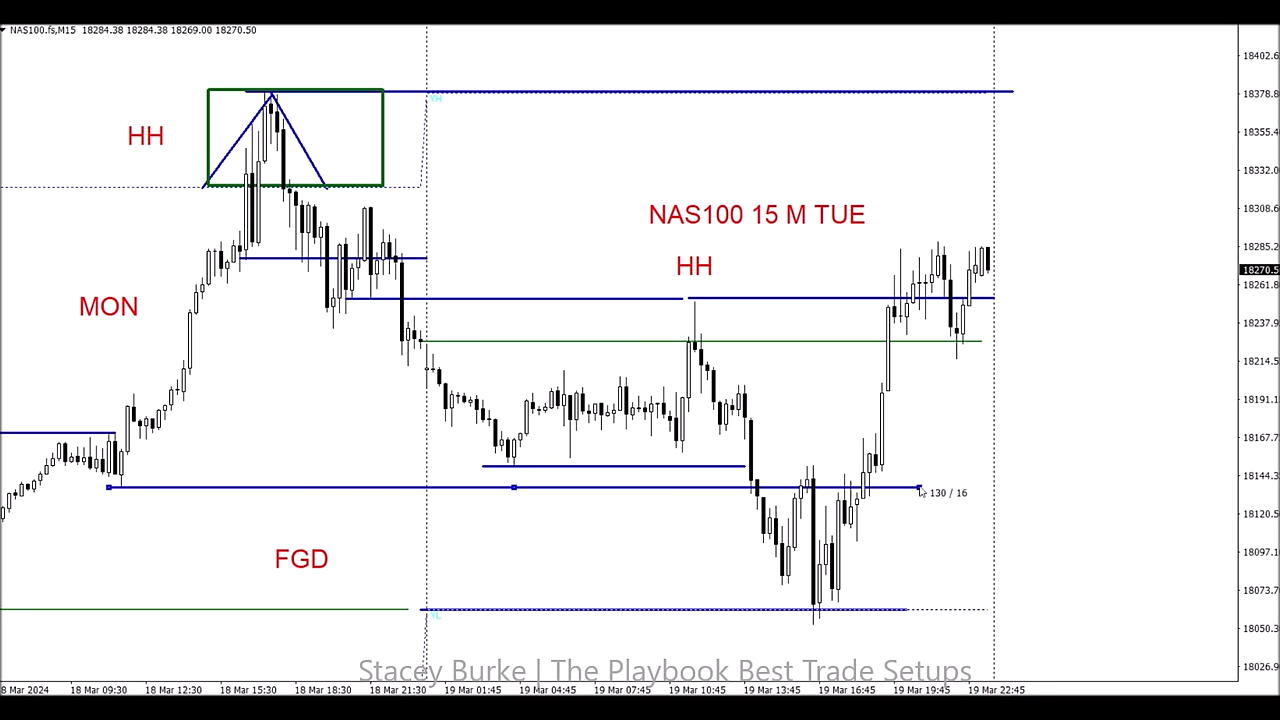 NAS100.fs,M15 18284.38 18284.38 18269.00 18270.50
18402.6
YH
18378.8
HH
18355.4
18332.0
NAS100 15 M TUE
18308.6
HH
18285.2
18270.5
18261.8
MON
18237.9
18214.5
18191.1
18167.7
18144.3
130 / 16
18120.5
FGD
18097.1
18073.7
YL
18050.3
18026.9
Stacey Burke | The Playbook Best Trade Setups
8 Mar 2024 18 Mar 09:30 18 Mar 12:30 18 Mar 15:30 18 Mar 18:30 18 Mar 21:30 19 Mar 01:45 19 Mar 04:45 19 Mar 07:45 19 Mar 10:45 19 Mar 13:45 19 Mar 16:45 19 Mar 19:45 19 Mar 22:45